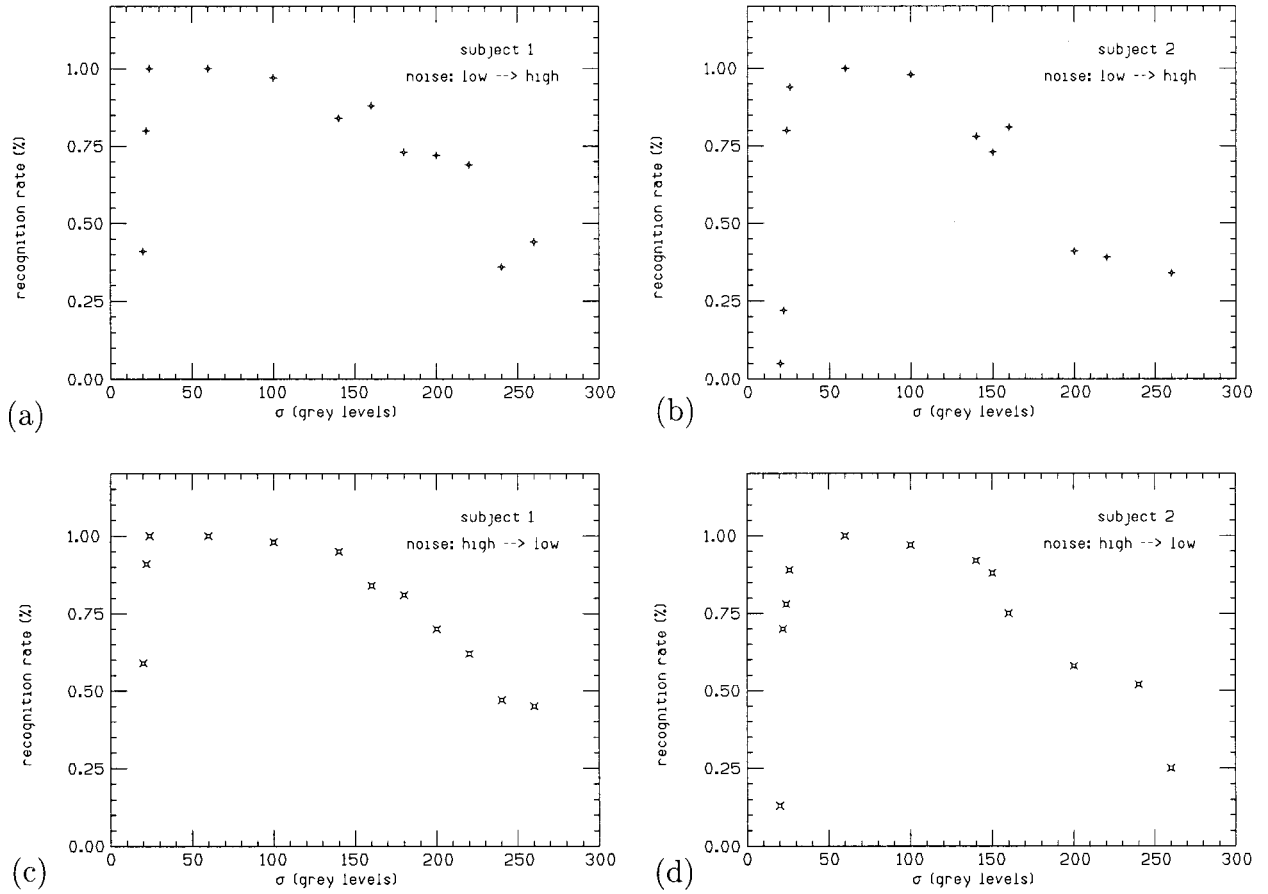 subject 1
noise: low --> high
1.00
0.75
0.50
0.25
0.00
recognition rate (%)
0 50 100 150 200 250 300
σ (grey levels)
(a)
subject 2
noise: low --> high
1.00
0.75
0.50
0.25
0.00
recognition rate (%)
0 50 100 150 200 250 300
σ (grey levels)
(b)
subject 1
noise: high --> low
1.00
0.75
0.50
0.25
0.00
recognition rate (%)
0 50 100 150 200 250 300
σ (grey levels)
(c)
subject 2
noise: high --> low
1.00
0.75
0.50
0.25
0.00
recognition rate (%)
0 50 100 150 200 250 300
σ (grey levels)
(d)